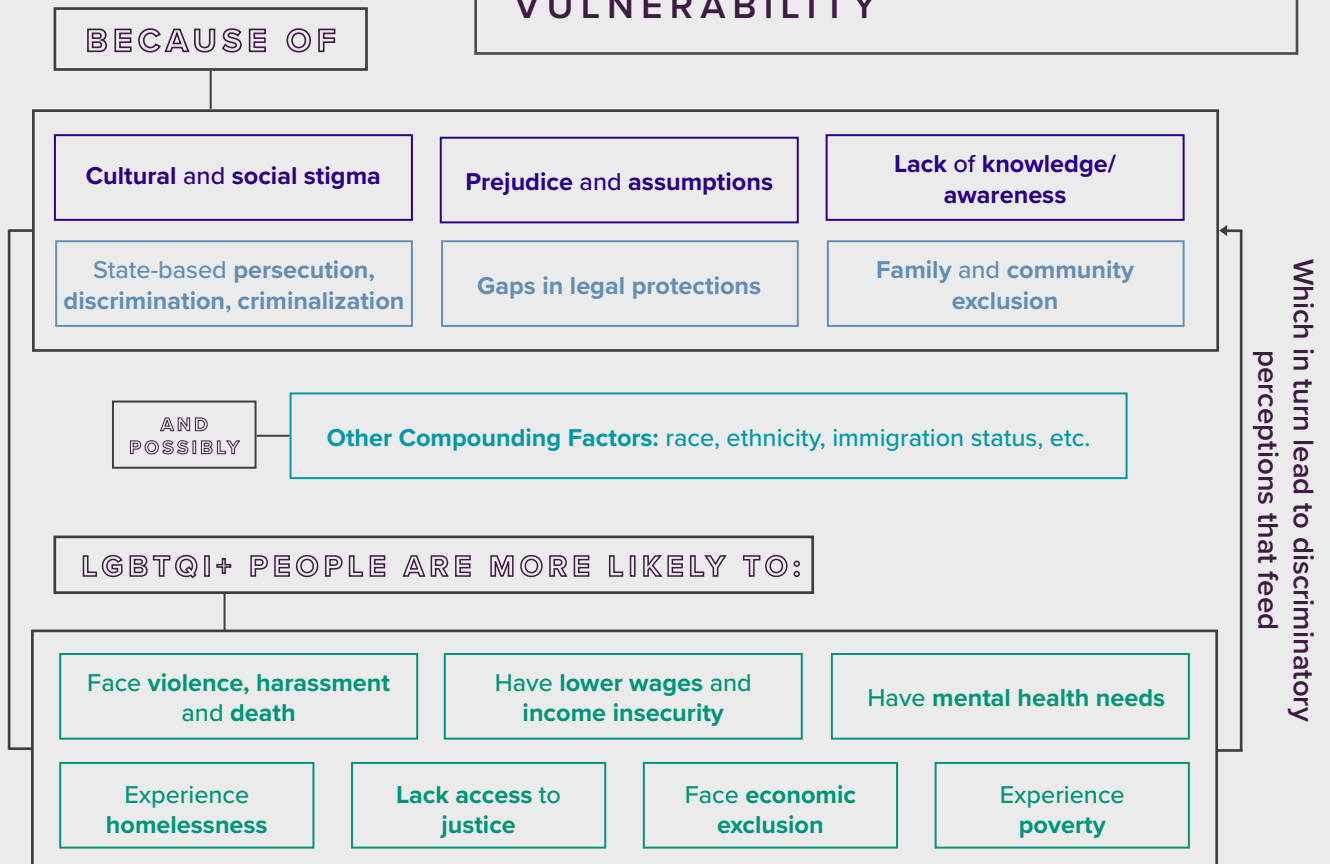 VULNERABILITY
BECAUSE OF
Cultural and social stigma
Prejudice and assumptions
Lack of knowledge/
awareness
State-based persecution,
discrimination, criminalization
Gaps in legal protections
Family and community
exclusion
AND
POSSIBLY
Other Compounding Factors: race, ethnicity, immigration status, etc.
LGBTQI+ PEOPLE ARE MORE LIKELY TO:
Face violence, harassment
and death
Have lower wages and
income insecurity
Have mental health needs
Experience
homelessness
Lack access to
justice
Face economic
exclusion
Experience
poverty
Which in turn lead to discriminatory
perceptions that feed